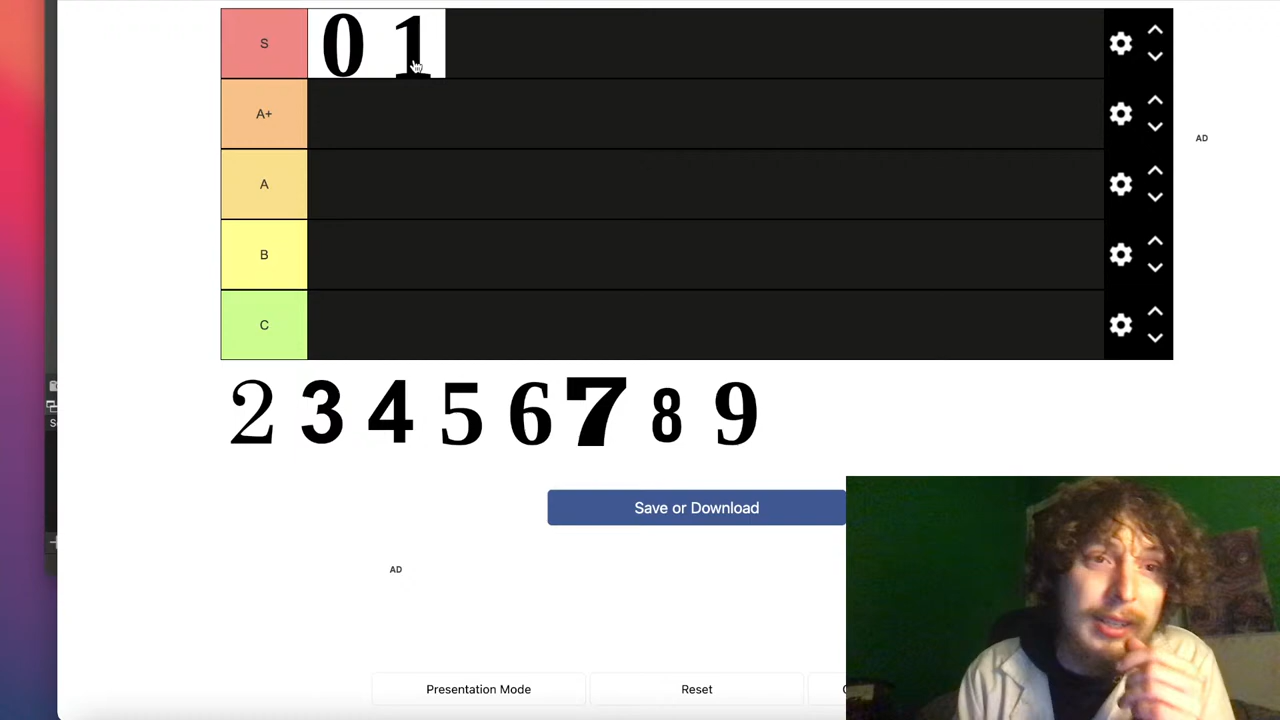 S 0 1
A+
AD
A
B
C
2 3 4 5 6 7 8 9
Save or Download
AD
Presentation Mode
Reset